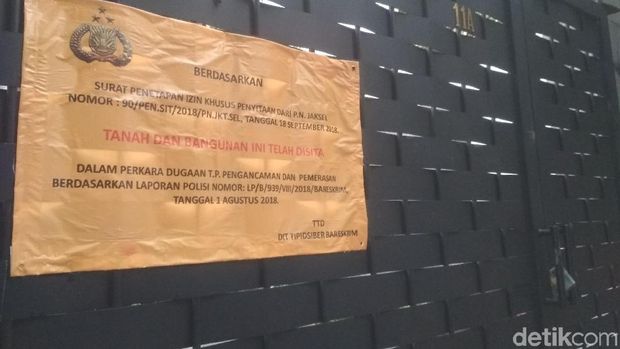 11A
BERDASARKAN
SURAT PENETAPAN IZIN KHUSUS PENYITAAN DARI P.N. JAKSEL
NOMOR : 90/PEN.SIT/2018/PN.JKT.SEL, TANGGAL 18 SEPTEMBER 2018.
TANAH DAN BANGUNAN INI TELAH DISITA
DALAM PERKARA DUGAAN T.P. PENGANCAMAN DAN PEMERASAN
BERDASARKAN LAPORAN POLISI NOMOR: LP/B/939/VIII/2018/BARESKRIM,
TANGGAL 1 AGUSTUS 2018.
TTD
DIT TIPIDSIBER BARESKRIM
detikcom